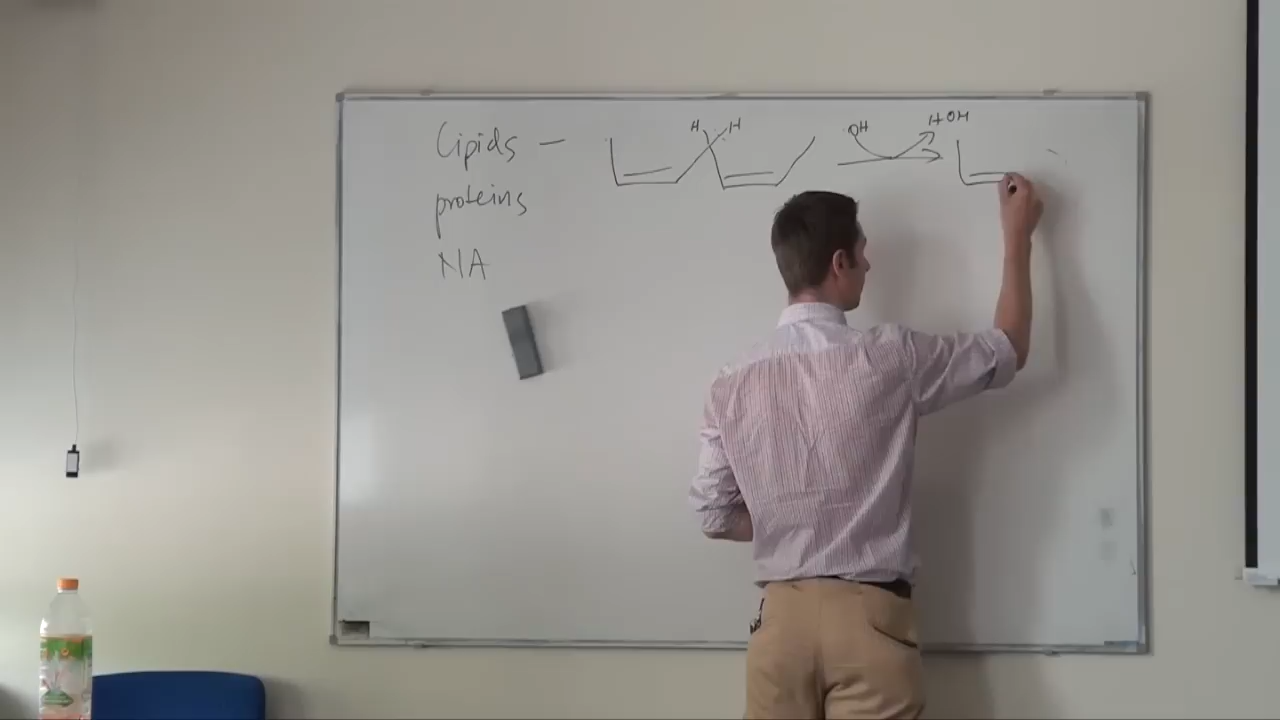 Lipids –
H H
OH
HOH
proteins
NA